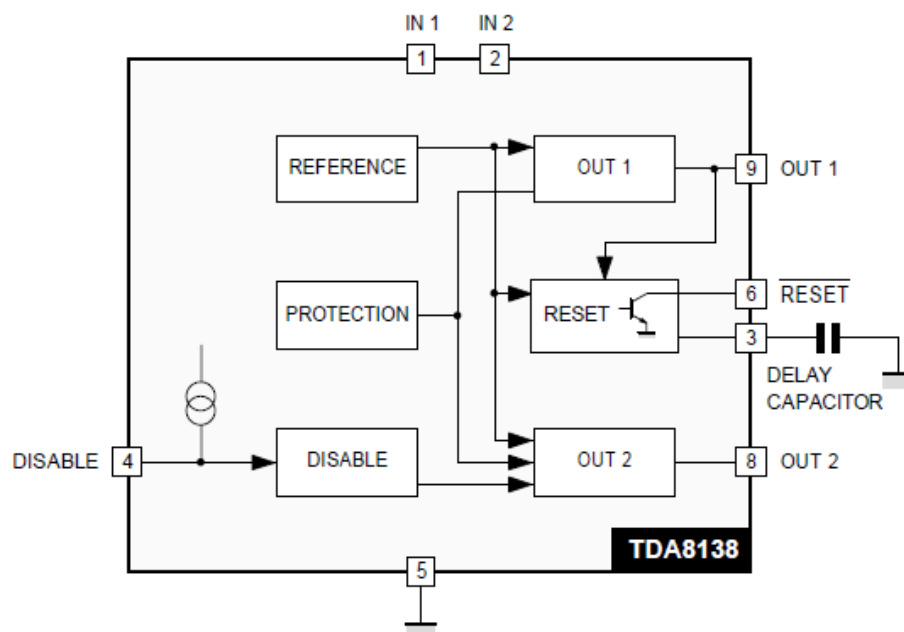 IN 1 IN 2
1 2
REFERENCE
OUT 1
9 OUT 1
PROTECTION
RESET
6 RESET
3
DELAY
CAPACITOR
DISABLE 4
DISABLE
OUT 2
8 OUT 2
TDA8138
5